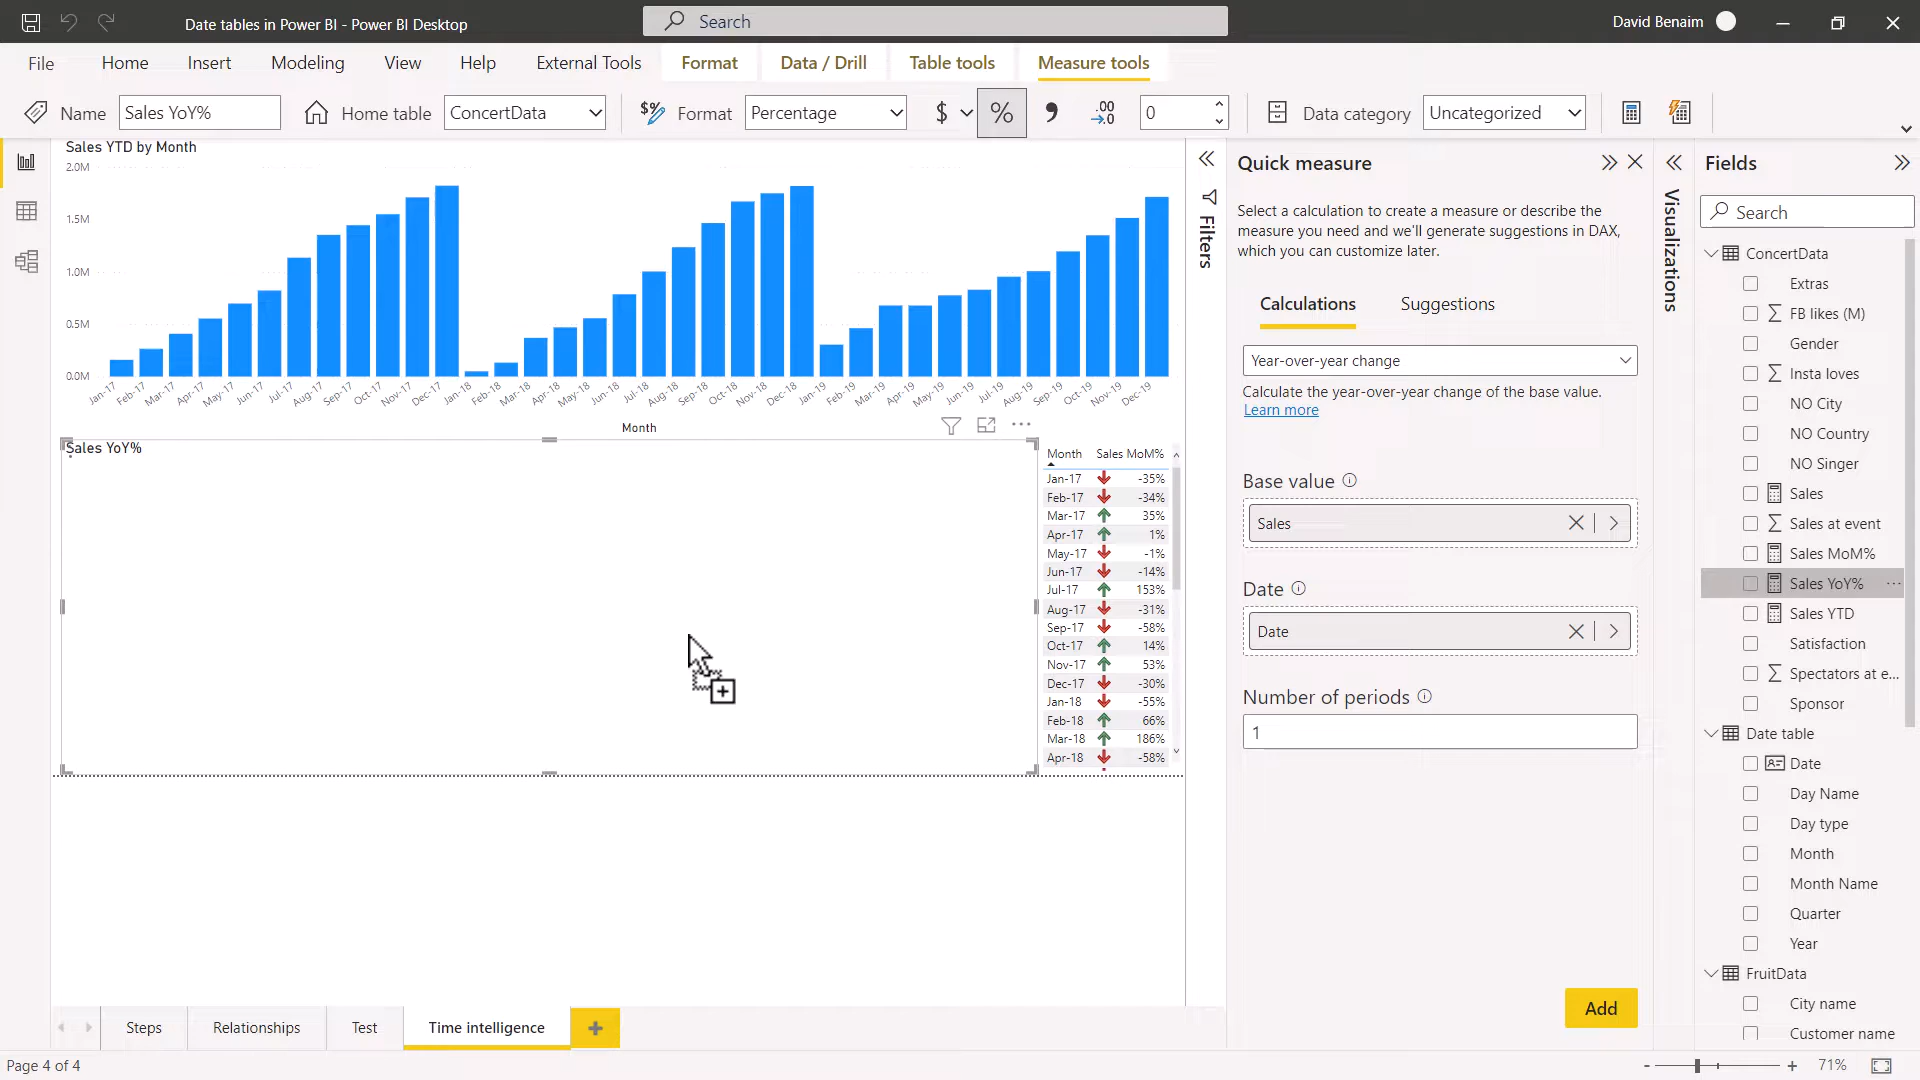 Date tables in Power BI - Power BI Desktop
Search
David Benaim
File
Home
Insert
Modeling
View
Help
External Tools
Format
Data / Drill
Table tools
Measure tools
Name
Sales YoY%
Home table
ConcertData
Format
Percentage
$
%
,
.00
→.0
0
Data category
Uncategorized
Sales YTD by Month
2.0M
1.5M
1.0M
0.5M
0.0M
Jan-17
Feb-17
Mar-17
Apr-17
May-17
Jun-17
Jul-17
Aug-17
Sep-17
Oct-17
Nov-17
Dec-17
Jan-18
Feb-18
Mar-18
Apr-18
May-18
Jun-18
Jul-18
Aug-18
Sep-18
Oct-18
Nov-18
Dec-18
Jan-19
Feb-19
Mar-19
Apr-19
May-19
Jun-19
Jul-19
Aug-19
Sep-19
Oct-19
Nov-19
Dec-19
Month
Sales YoY%
Month Sales MoM%
Jan-17 -35%
Feb-17 -34%
Mar-17 35%
Apr-17 1%
May-17 -1%
Jun-17 -14%
Jul-17 153%
Aug-17 -31%
Sep-17 -58%
Oct-17 14%
Nov-17 53%
Dec-17 -30%
Jan-18 -55%
Feb-18 66%
Mar-18 186%
Apr-18 -58%
Filters
Quick measure
Select a calculation to create a measure or describe the
measure you need and we'll generate suggestions in DAX,
which you can customize later.
Calculations
Suggestions
Year-over-year change
Calculate the year-over-year change of the base value.
Learn more
Base value
Sales
Date
Date
Number of periods
1
Add
Visualizations
Fields
Search
ConcertData
Extras
FB likes (M)
Gender
Insta loves
NO City
NO Country
NO Singer
Sales
Sales at event
Sales MoM%
Sales YoY%
Sales YTD
Satisfaction
Spectators at e...
Sponsor
Date table
Date
Day Name
Day type
Month
Month Name
Quarter
Year
FruitData
City name
Customer name
Steps
Relationships
Test
Time intelligence
Page 4 of 4
71%